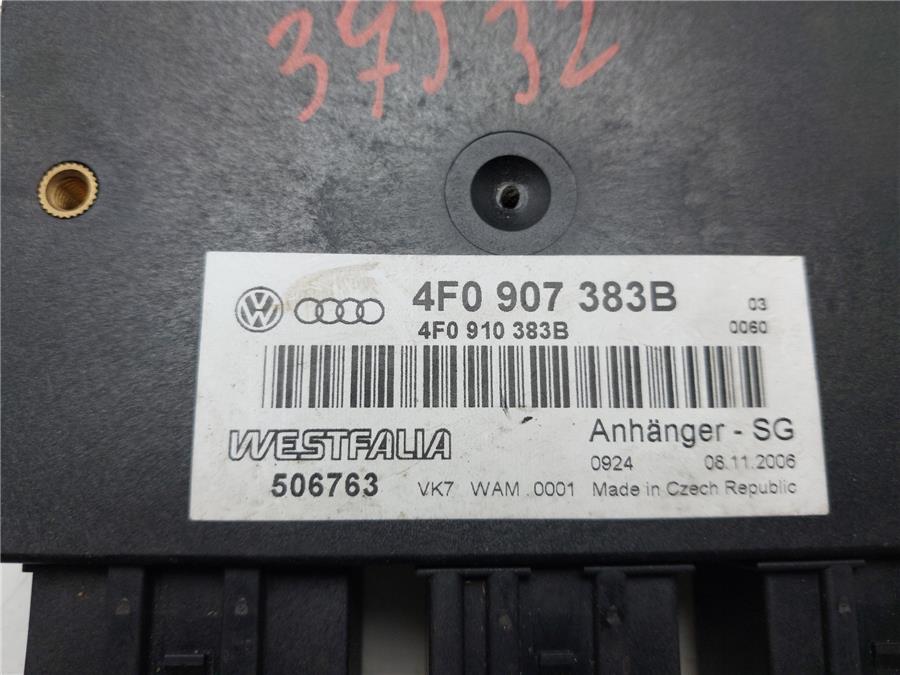 37532
4F0 907 383B 03
4F0 910 383B 0060
WESTFALIA Anhänger - SG
0924 08.11.2006
506763 VK7 WAM .0001 Made in Czech Republic